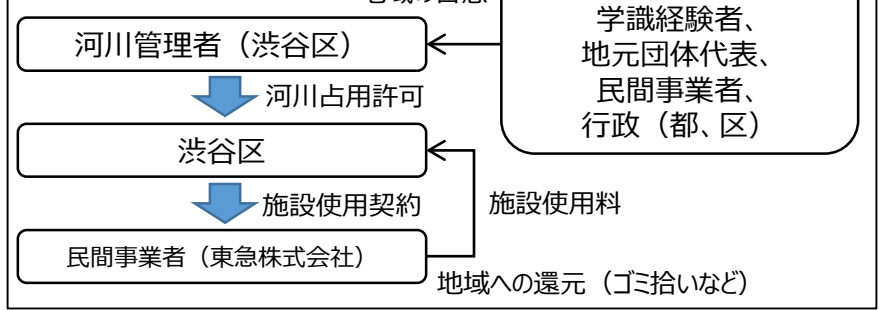 学識経験者、
地元団体代表、
民間事業者、
行政（都、区）
河川管理者（渋谷区）
河川占用許可
渋谷区
施設使用契約
施設使用料
民間事業者（東急株式会社）
地域への還元（ゴミ拾いなど）